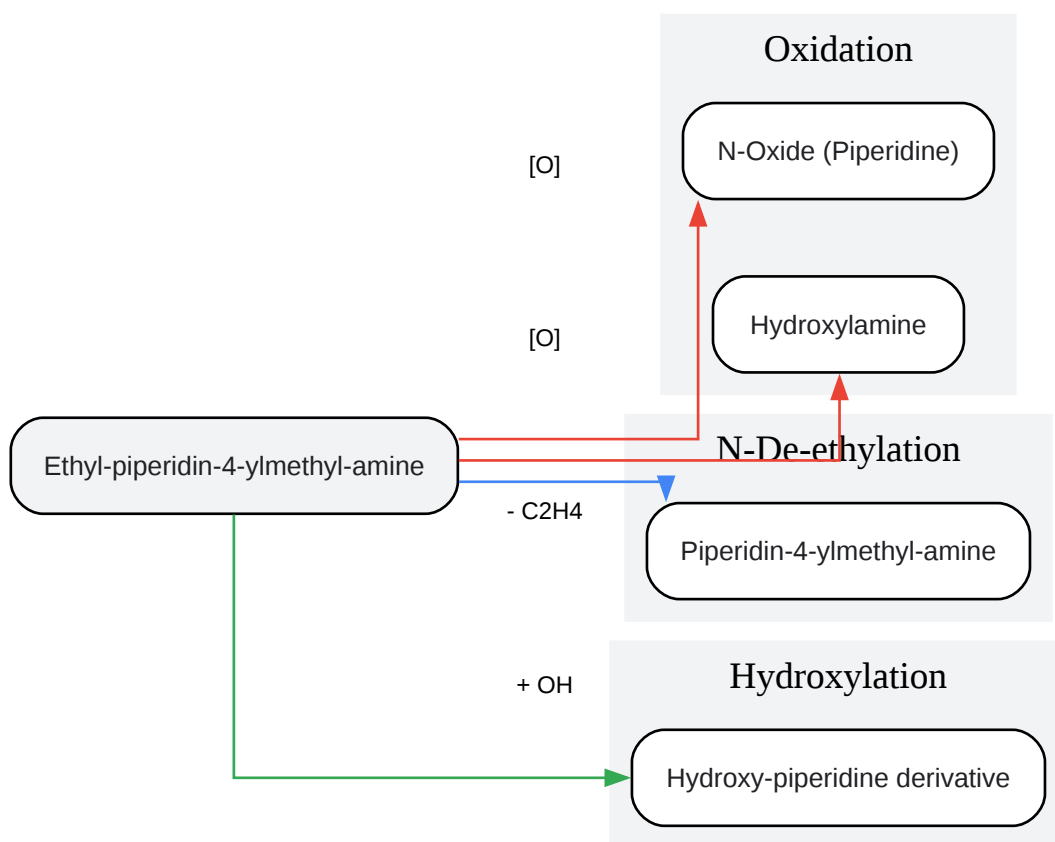 Oxidation
[O]
N-Oxide (Piperidine)
[O]
Hydroxylamine
Ethyl-piperidin-4-ylmethyl-amine
N-De-ethylation
- C2H4
Piperidin-4-ylmethyl-amine
+ OH
Hydroxylation
Hydroxy-piperidine derivative